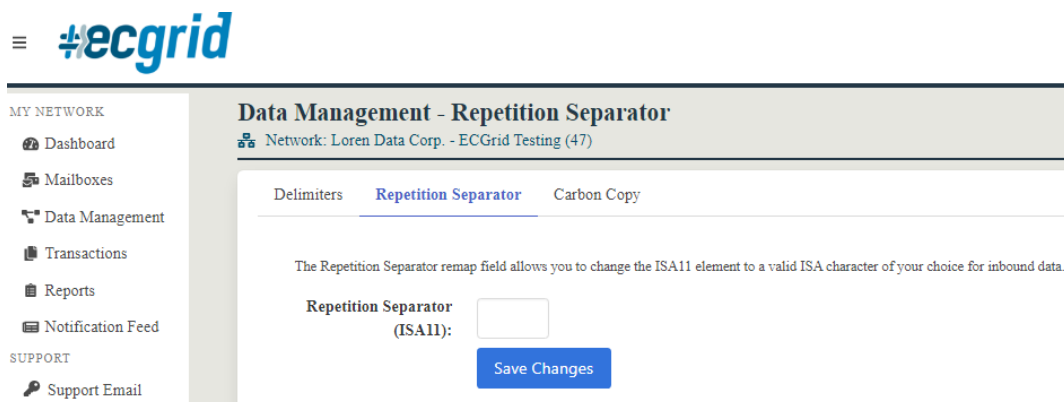 ecgrid
MY NETWORK
Dashboard
Mailboxes
Data Management
Transactions
Reports
Notification Feed
SUPPORT
Support Email
Data Management - Repetition Separator
Network: Loren Data Corp. - ECGrid Testing (47)
Delimiters Repetition Separator Carbon Copy
The Repetition Separator remap field allows you to change the ISA11 element to a valid ISA character of your choice for inbound data.
Repetition Separator
(ISA11):
Save Changes